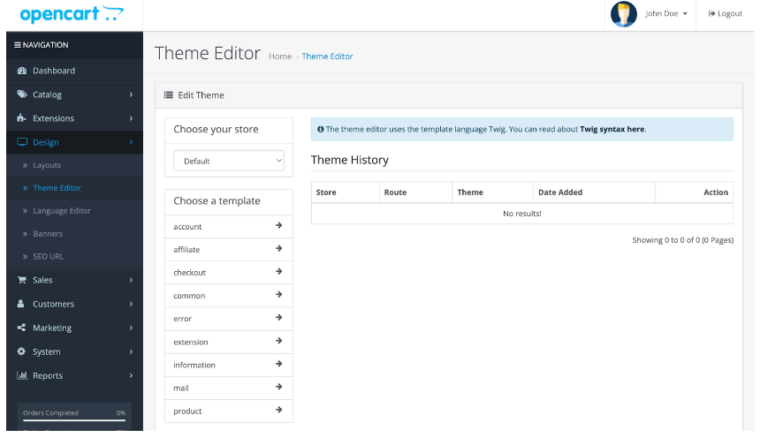 opencart
John Doe
Logout
NAVIGATION
Dashboard
Catalog
Extensions
Design
Layouts
Theme Editor
Language Editor
Banners
SEO URL
Sales
Customers
Marketing
System
Reports
Orders Completed 0%
Theme Editor Home › Theme Editor
Edit Theme
Choose your store
Default
Choose a template
account
affiliate
checkout
common
error
extension
information
mail
product
The theme editor uses the template language Twig. You can read about Twig syntax here.
Theme History
Store Route Theme Date Added Action
No results!
Showing 0 to 0 of 0 (0 Pages)